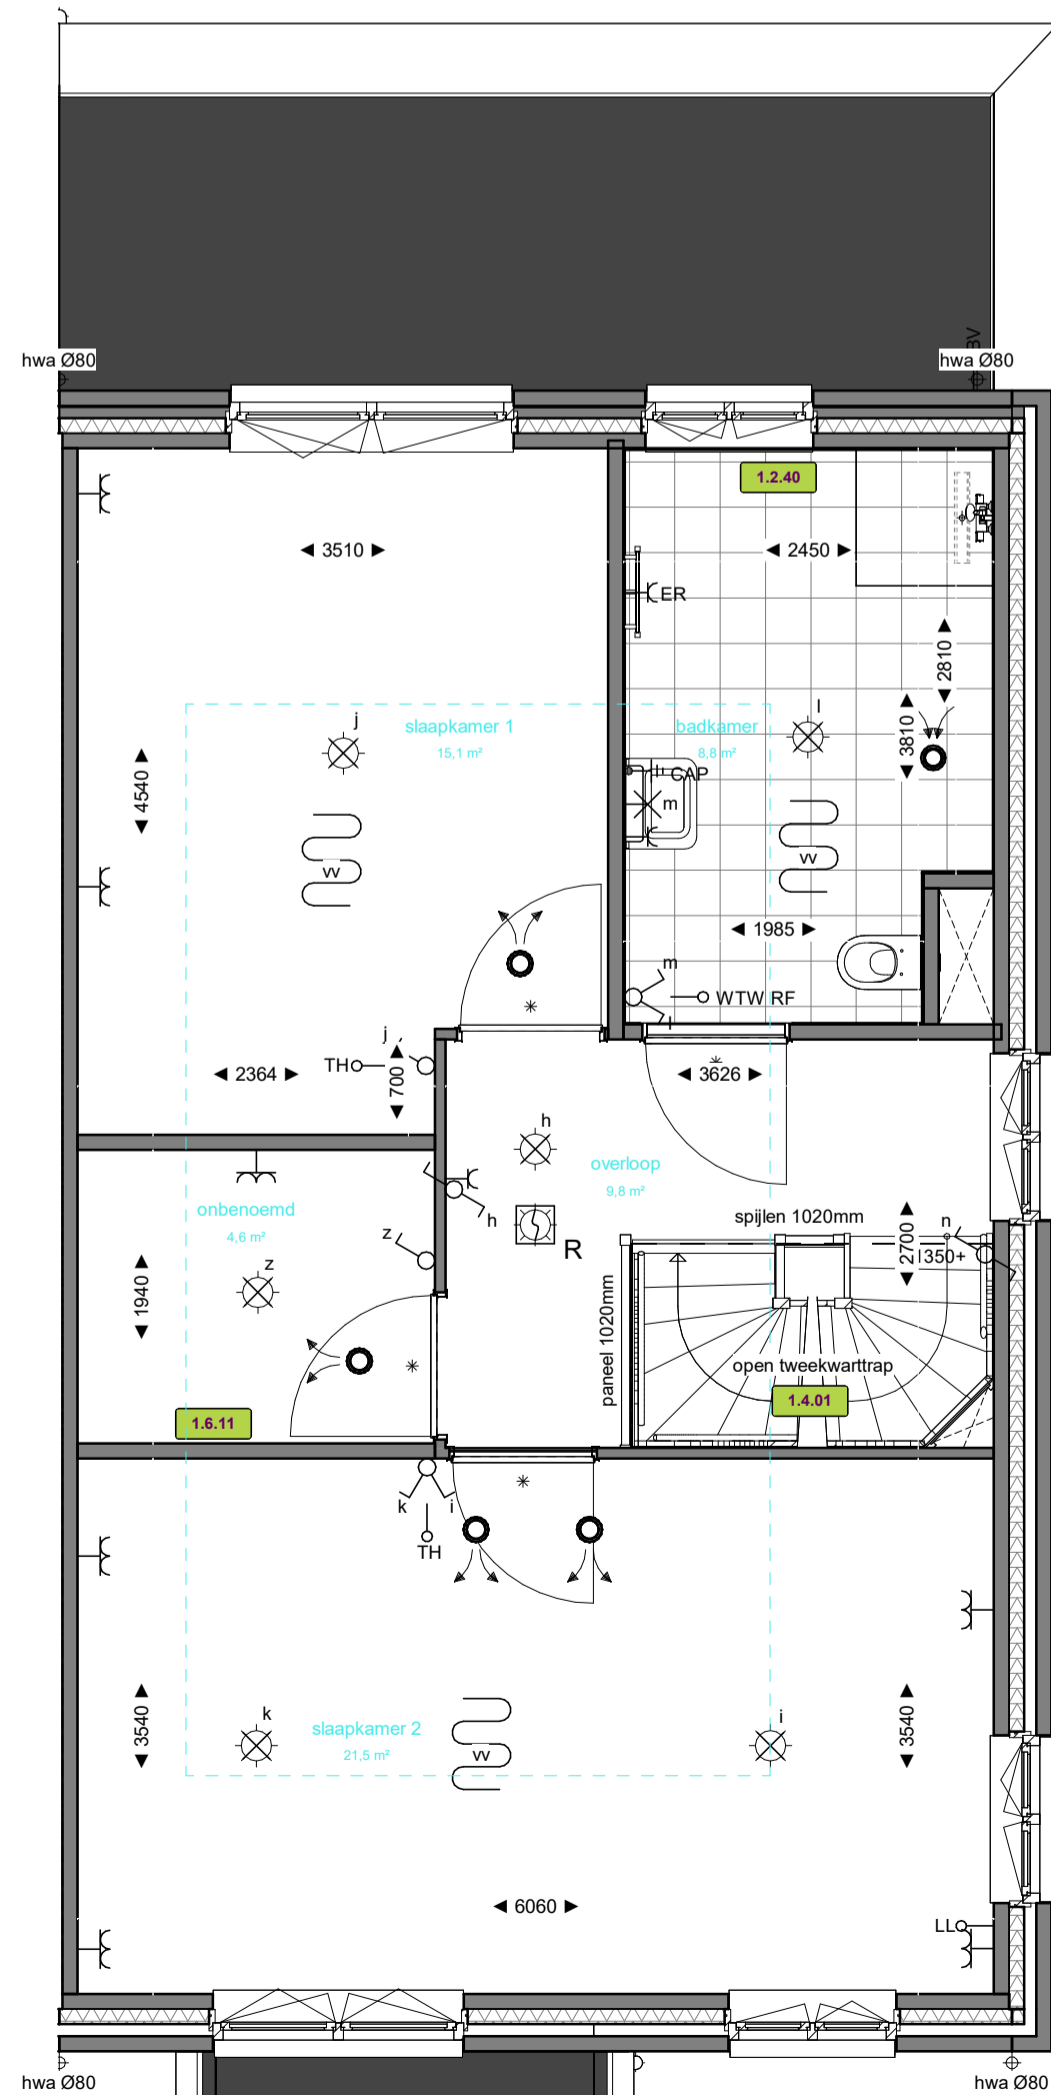 hwa Ø80
BV
hwa Ø80
1.2.40
3510
2450
ER
2810
j
slaapkamer 1
15,1 m²
badkamer
8,8 m²
l
3810
4540
CAP
m
vv
vv
1985
m
WTW RF
l
j
TH
2364
700
3626
h
overloop
9,8 m²
onbenoemd
4,6 m²
h
z
z
R
spijlen 1020mm
n
2700
1350+
1940
paneel 1020mm
open tweekwarttrap
1.4.01
1.6.11
k
i
TH
3540
k
slaapkamer 2
21,5 m²
vv
i
3540
6060
LL
hwa Ø80
hwa Ø80